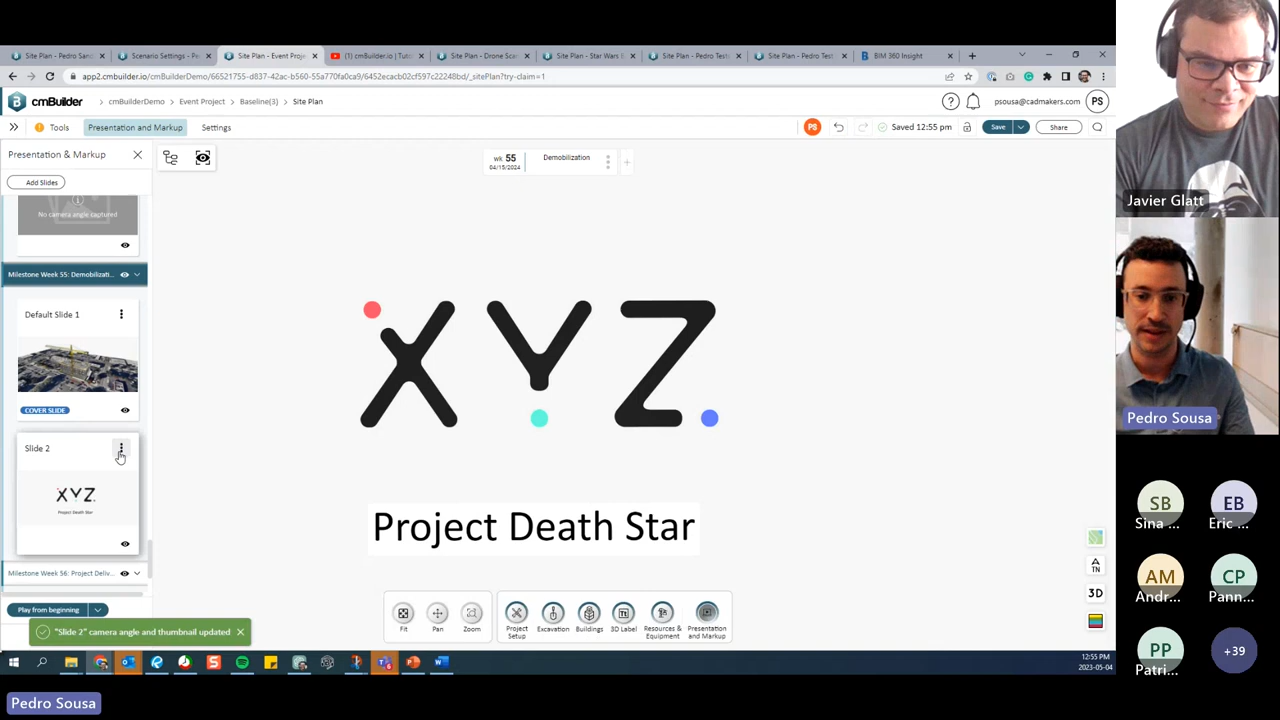 Site Plan - Pedro Sand
Scenario Settings - Pe
Site Plan - Event Proje
(1) cmBuilder.io | Tuto
Site Plan - Drone Scan
Site Plan - Star Wars
Site Plan - Pedro Test
Site Plan - Pedro Test
BIM 360 Insight
app2.cmbuilder.io/cmBuilderDemo/66521755-d837-42ac-b560-55a770fa0ca9/6452ecacb02cf597c22248bd/_sitePlan?try-claim=1
cmBuilder
cmBuilderDemo
Event Project
Baseline(3)
Site Plan
psousa@cadmakers.com
PS
Tools
Presentation and Markup
Settings
PS
Saved 12:55 pm
Save
Share
Presentation & Markup
Add Slides
No camera angle captured
Milestone Week 55: Demobilizati...
Default Slide 1
COVER SLIDE
Slide 2
XYZ
Project Death Star
Milestone Week 56: Project Deliv...
Play from beginning
"Slide 2" camera angle and thumbnail updated
wk 55
04/15/2024
Demobilization
XYZ
Project Death Star
Fit
Pan
Zoom
Project Setup
Excavation
Buildings
3D Label
Resources & Equipment
Presentation and Markup
TN
3D
12:55 PM
2023-05-04
Pedro Sousa
Javier Glatt
Pedro Sousa
SB
Sina ...
EB
Eric ...
AM
Andr...
CP
Pann...
PP
Patri...
+39